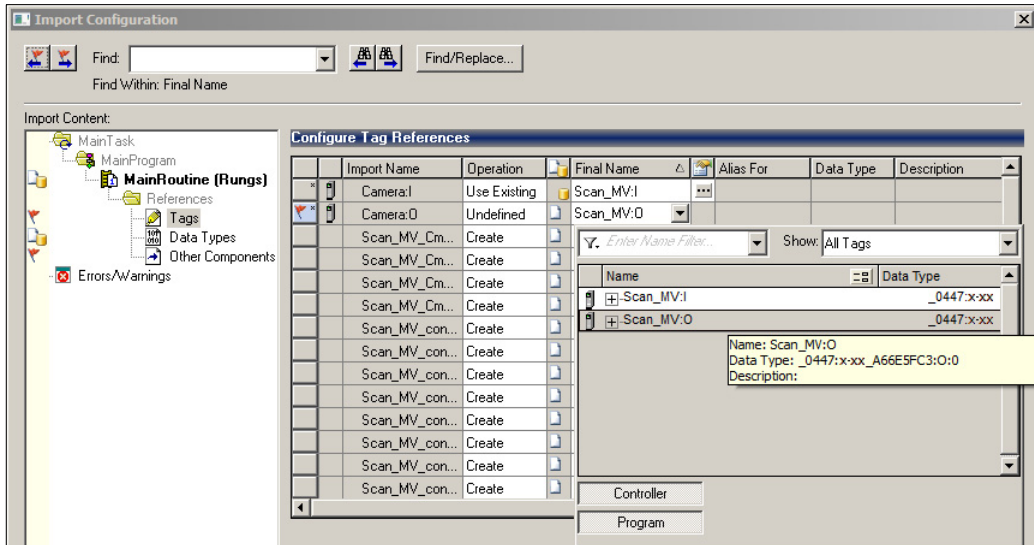 Import Configuration
Find:
Find/Replace...
Find Within: Final Name
Import Content:
MainTask
MainProgram
MainRoutine (Rungs)
References
Tags
Data Types
Other Components
Errors/Warnings
Configure Tag References
Import Name Operation Final Name Alias For Data Type Description
Camera:I Use Existing Scan_MV:I ...
Camera:O Undefined Scan_MV:O
Scan_MV_Cm... Create
Scan_MV_Cm... Create
Scan_MV_Cm... Create
Scan_MV_Cm... Create
Scan_MV_con... Create
Scan_MV_con... Create
Scan_MV_con... Create
Scan_MV_con... Create
Scan_MV_con... Create
Scan_MV_con... Create
Scan_MV_con... Create
Scan_MV_con... Create
Enter Name Filter... Show: All Tags
Name Data Type
Scan_MV:I _0447:x-xx
Scan_MV:O _0447:x-xx
Name: Scan_MV:O
Data Type: _0447:x-xx_A66E5FC3:O:0
Description:
Controller
Program